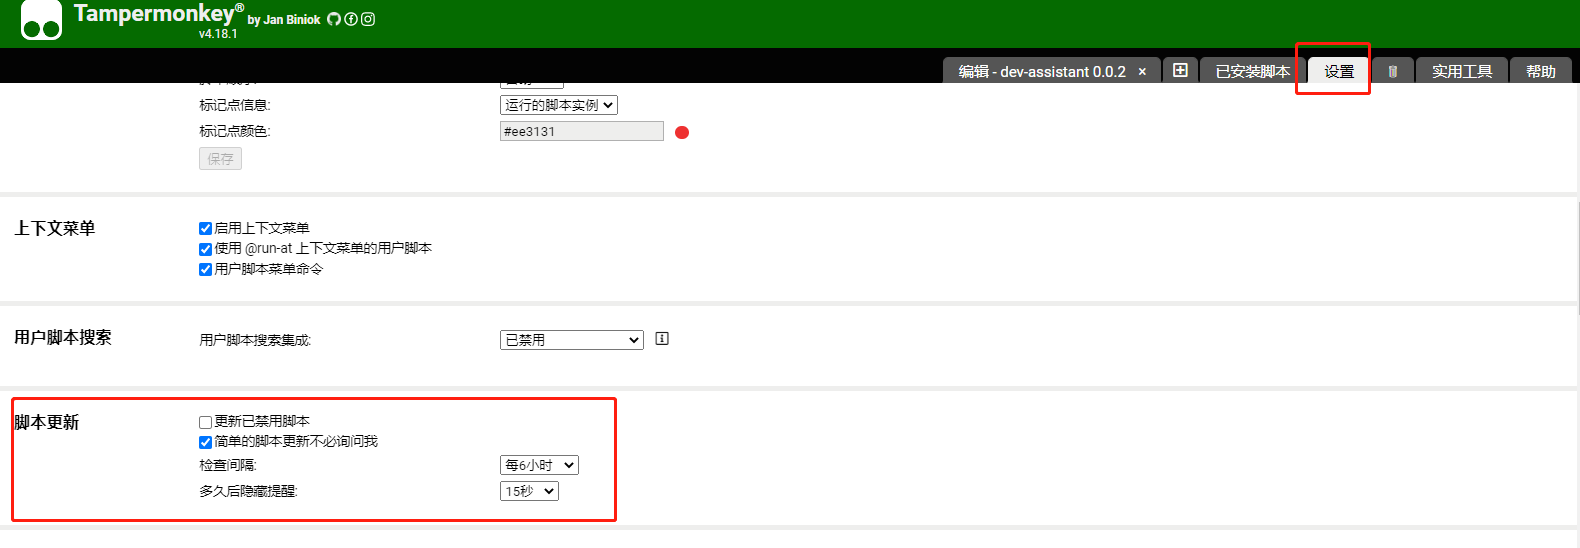 Tampermonkey® by Jan Biniok
v4.18.1
编辑 - dev-assistant 0.0.2 × 已安装脚本 设置 实用工具 帮助
标记点信息: 运行的脚本实例
标记点颜色: #ee3131
保存
上下文菜单 启用上下文菜单
使用 @run-at 上下文菜单的用户脚本
用户脚本菜单命令
用户脚本搜索 用户脚本搜索集成: 已禁用
脚本更新 更新已禁用脚本
简单的脚本更新不必询问我
检查间隔: 每6小时
多久后隐藏提醒: 15秒